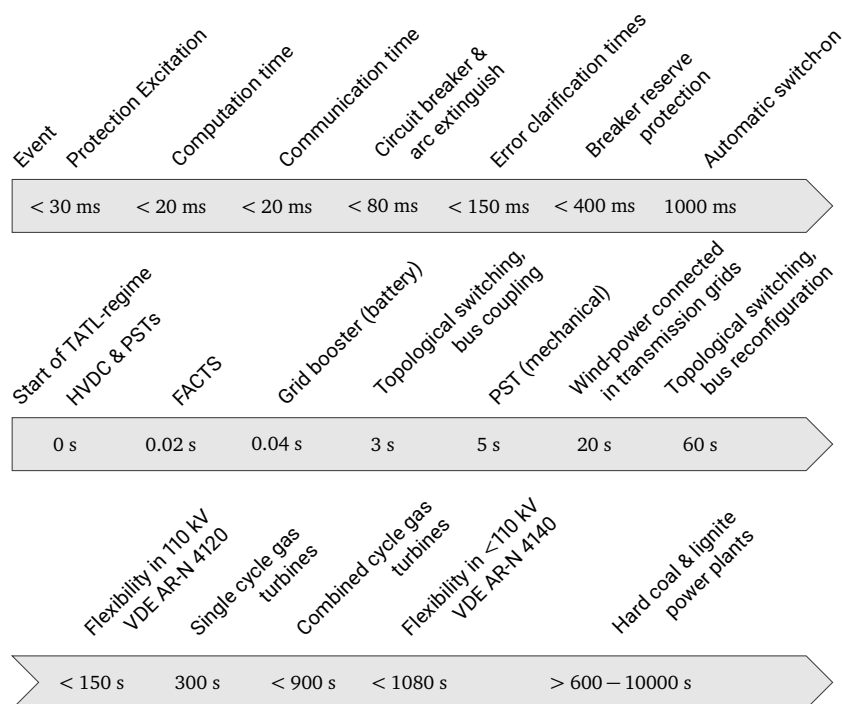 Event
Protection Excitation
Computation time
Communication time
Circuit breaker &
arc extinguish
Error clarification times
Breaker reserve
protection
Automatic switch-on
< 30 ms
< 20 ms
< 20 ms
< 80 ms
< 150 ms
< 400 ms
1000 ms
Start of TATL-regime
HVDC & PSTs
FACTS
Grid booster (battery)
Topological switching,
bus coupling
PST (mechanical)
Wind-power connected
in transmission grids
Topological switching,
bus reconfiguration
0 s
0.02 s
0.04 s
3 s
5 s
20 s
60 s
Flexibility in 110 kV
VDE AR-N 4120
Single cycle gas
turbines
Combined cycle gas
turbines
Flexibility in <110 kV
VDE AR-N 4140
Hard coal & lignite
power plants
< 150 s
300 s
< 900 s
< 1080 s
> 600 − 10000 s